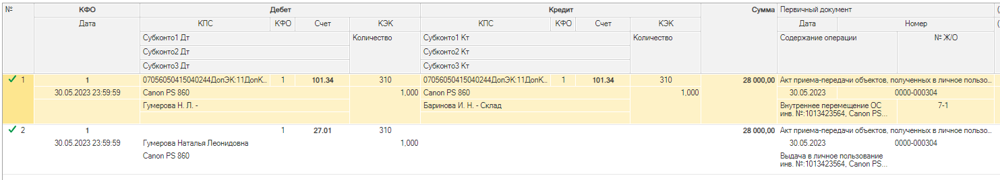 № КФО Дебет Кредит Сумма Первичный документ
Дата КПС КФО Счет КЭК КПС КФО Счет КЭК Дата Номер
Субконто1 Дт Количество Субконто1 Кт Количество Содержание операции № Ж/О
Субконто2 Дт Субконто2 Кт
Субконто3 Дт Субконто3 Кт
1 1 07056050415040244ДопЭК:11ДопК... 1 101.34 310 07056050415040244ДопЭК:11ДопК... 1 101.34 310 28 000,00 Акт приема-передачи объектов, полученных в личное пользо...
30.05.2023 23:59:59 Canon PS 860 1,000 Canon PS 860 1,000 30.05.2023 0000-000304
Гумерова Н. Л. - Баринова И. Н. - Склад Внутреннее перемещение ОС 7-1
инв. №:1013423564, Canon PS...
2 1 1 27.01 310 28 000,00 Акт приема-передачи объектов, полученных в личное пользо...
30.05.2023 23:59:59 Гумерова Наталья Леонидовна 1,000 30.05.2023 0000-000304
Canon PS 860 Выдача в личное пользование
инв. №:1013423564, Canon PS...